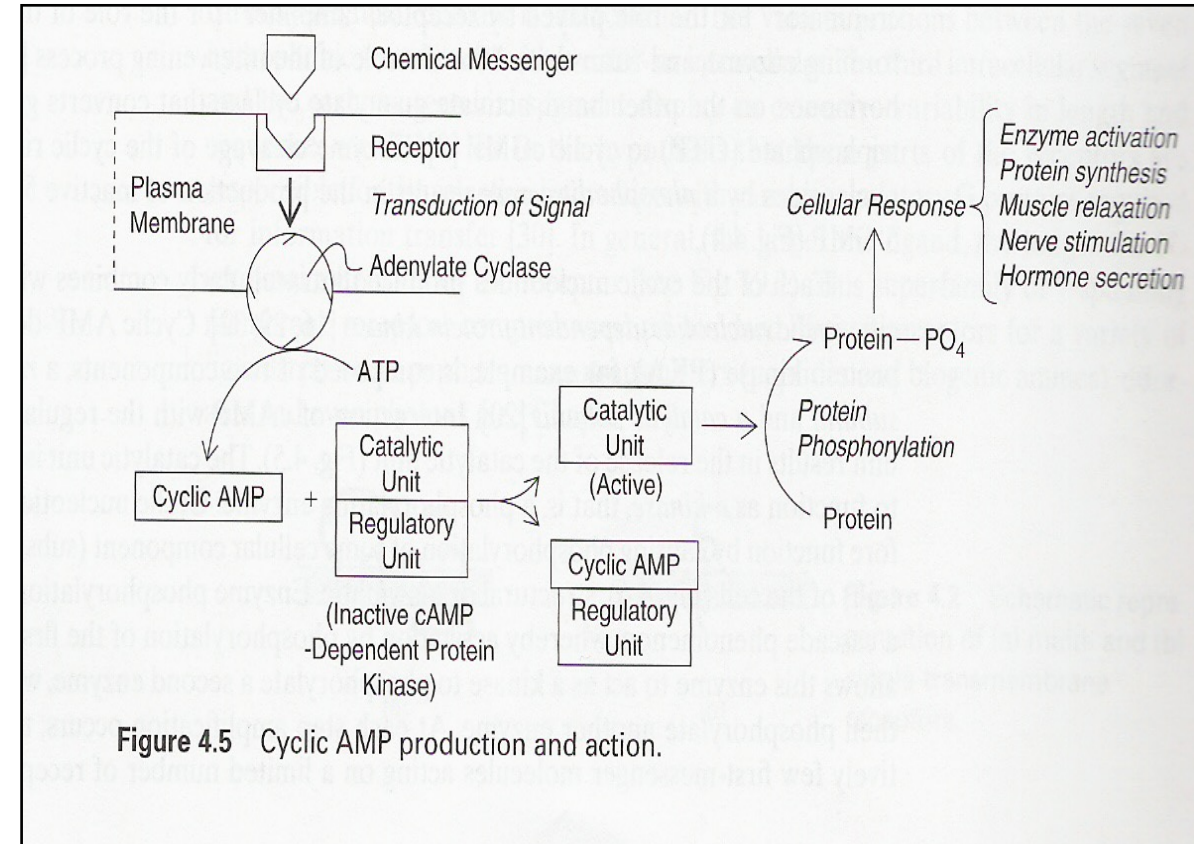 Chemical Messenger
Receptor
Plasma
Membrane
Transduction of Signal
Adenylate Cyclase
ATP
Cyclic AMP
+
Catalytic
Unit
Regulatory
Unit
(Inactive cAMP
-Dependent Protein
Kinase)
Catalytic
Unit
(Active)
Cyclic AMP
Regulatory
Unit
Protein
Protein
Phosphorylation
Protein — PO4
Cellular Response
Enzyme activation
Protein synthesis
Muscle relaxation
Nerve stimulation
Hormone secretion
Figure 4.5 Cyclic AMP production and action.